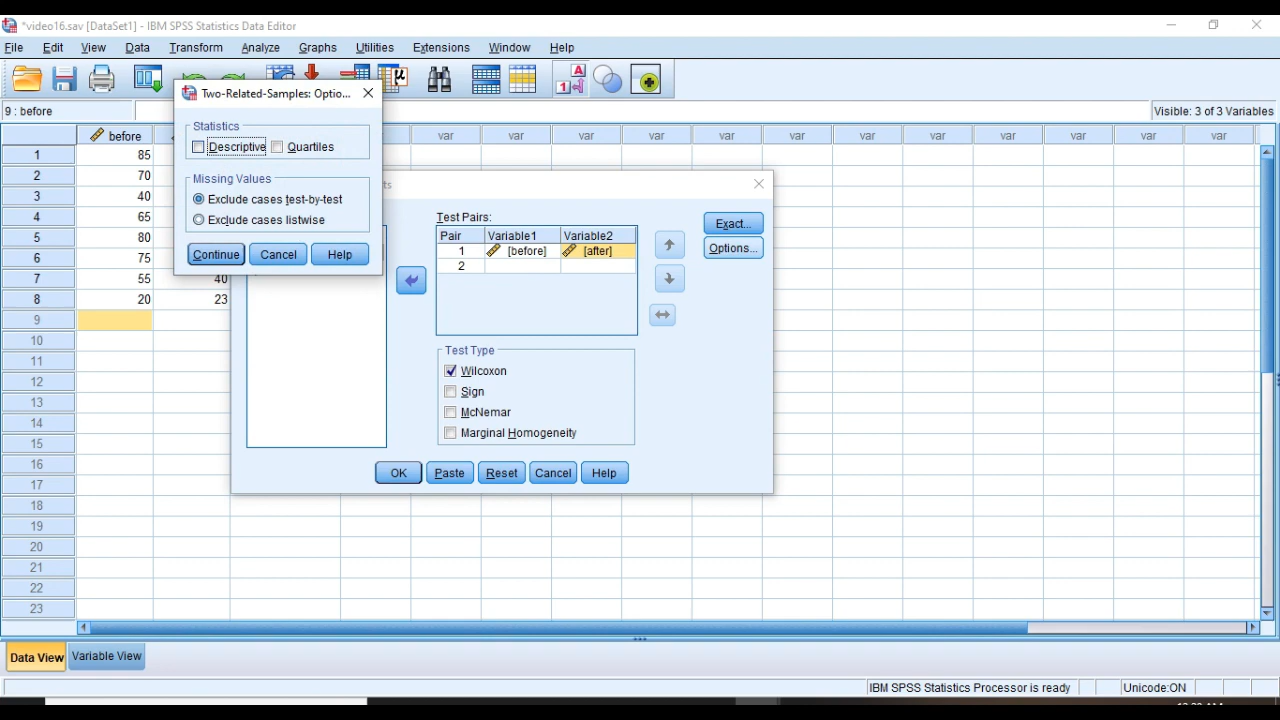 *video16.sav [DataSet1] - IBM SPSS Statistics Data Editor
File Edit View Data Transform Analyze Graphs Utilities Extensions Window Help
9 : before
Visible: 3 of 3 Variables
before var var var var var var var var var var var var
1 85
2 70
3 40
4 65
5 80
6 75
7 55 40
8 20 23
9
10
11
12
13
14
15
16
17
18
19
20
21
22
23
Two-Related-Samples: Optio...
Statistics
Descriptive Quartiles
Missing Values
Exclude cases test-by-test
Exclude cases listwise
Continue Cancel Help
Test Pairs:
Pair Variable1 Variable2
1 [before] [after]
2
Exact...
Options...
Test Type
Wilcoxon
Sign
McNemar
Marginal Homogeneity
OK Paste Reset Cancel Help
Data View Variable View
IBM SPSS Statistics Processor is ready Unicode:ON